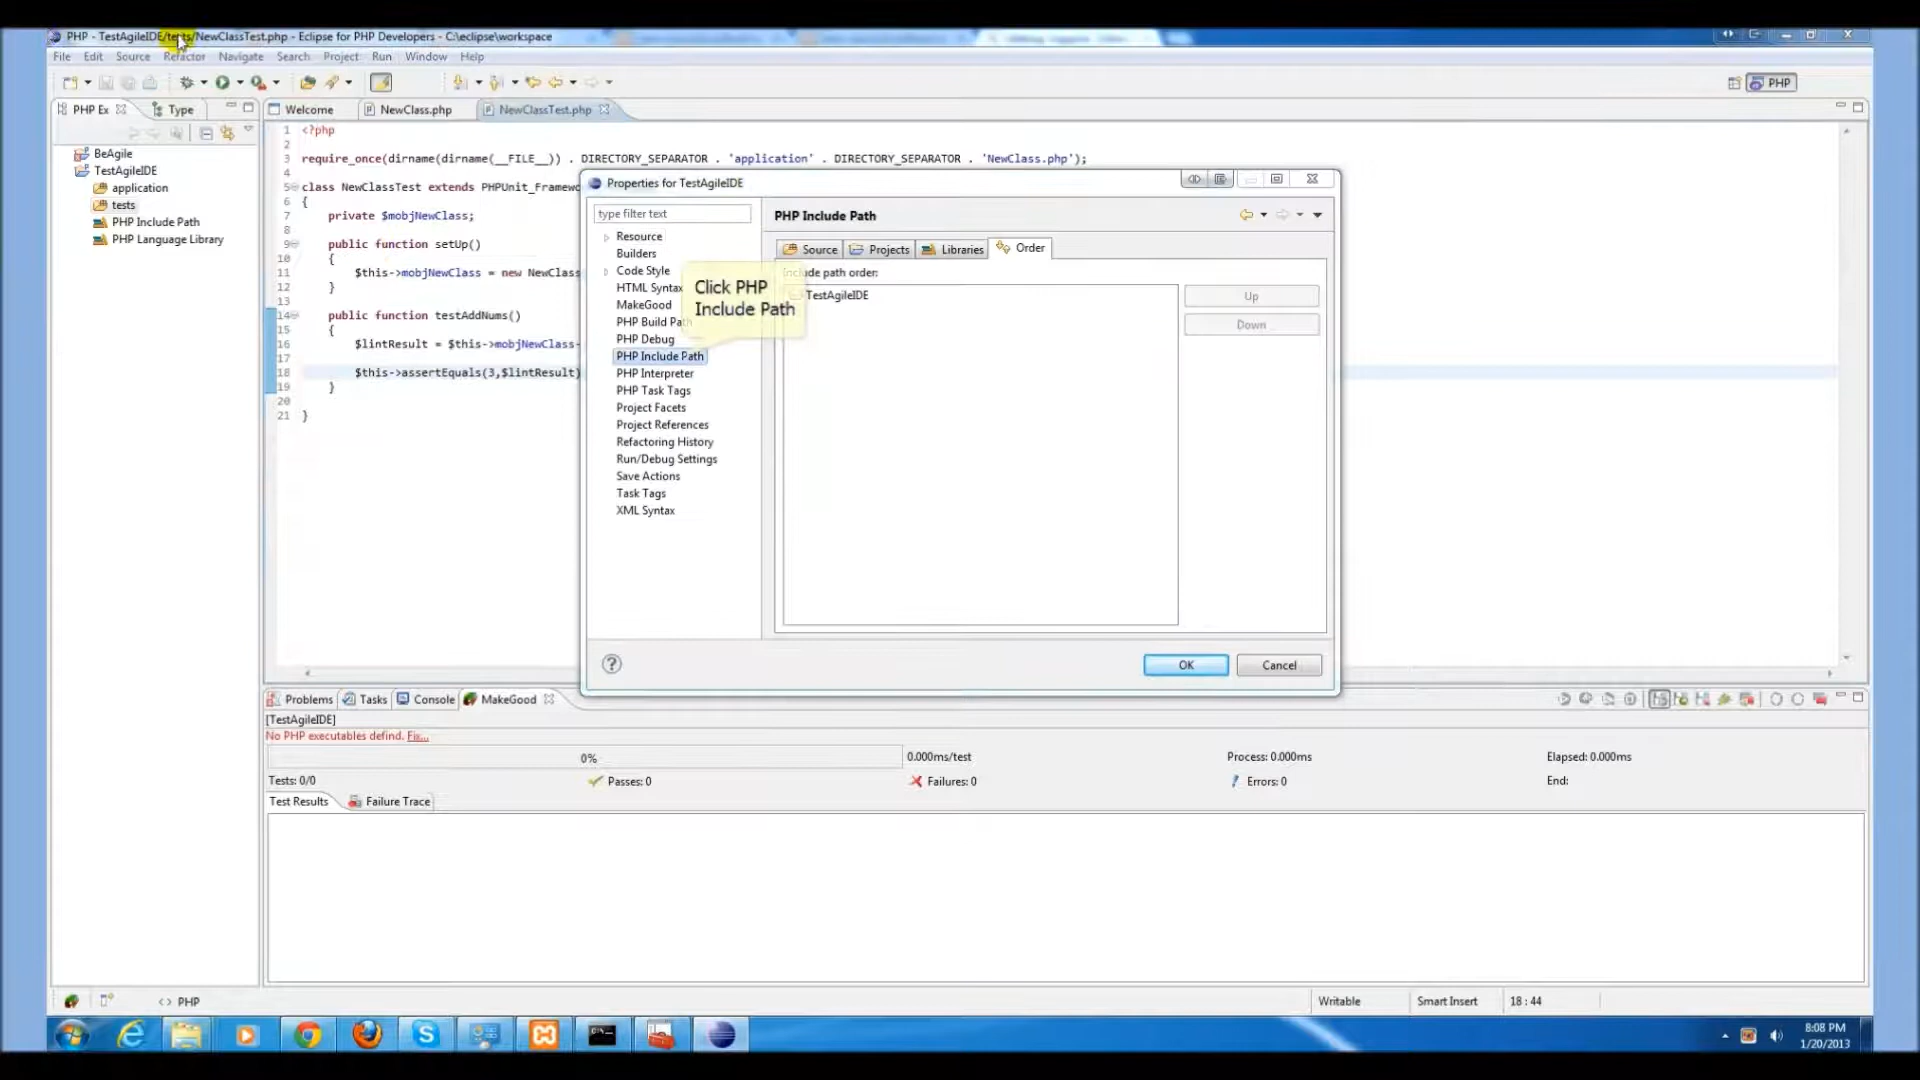 PHP - TestAgileIDE/tests/NewClassTest.php - Eclipse for PHP Developers - C:\eclipse\workspace
File Edit Source Refactor Navigate Search Project Run Window Help
PHP
PHP Ex Type
Welcome NewClass.php NewClassTest.php
BeAgile
TestAgileIDE
application
tests
PHP Include Path
PHP Language Library
1 <?php
2
3 require_once(dirname(dirname(__FILE__)) . DIRECTORY_SEPARATOR . 'application' . DIRECTORY_SEPARATOR . 'NewClass.php');
4
5 class NewClassTest extends PHPUnit_Framewo
6 {
7 private $mobjNewClass;
8
9 public function setUp()
10 {
11 $this->mobjNewClass = new NewClass
12 }
13
14 public function testAddNums()
15 {
16 $lintResult = $this->mobjNewClass-
17
18 $this->assertEquals(3,$lintResult)
19 }
20
21 }
Properties for TestAgileIDE
type filter text
Resource
Builders
Code Style
HTML Syntax
MakeGood
PHP Build Path
PHP Debug
PHP Include Path
PHP Interpreter
PHP Task Tags
Project Facets
Project References
Refactoring History
Run/Debug Settings
Save Actions
Task Tags
XML Syntax
Click PHP
Include Path
PHP Include Path
Source Projects Libraries Order
Include path order:
TestAgileIDE
Up
Down
OK Cancel
Problems Tasks Console MakeGood
[TestAgileIDE]
No PHP executables defind. Fix...
0% 0.000ms/test Process: 0.000ms Elapsed: 0.000ms
Tests: 0/0 Passes: 0 Failures: 0 Errors: 0 End:
Test Results Failure Trace
PHP
Writable Smart Insert 18 : 44
8:08 PM
1/20/2013